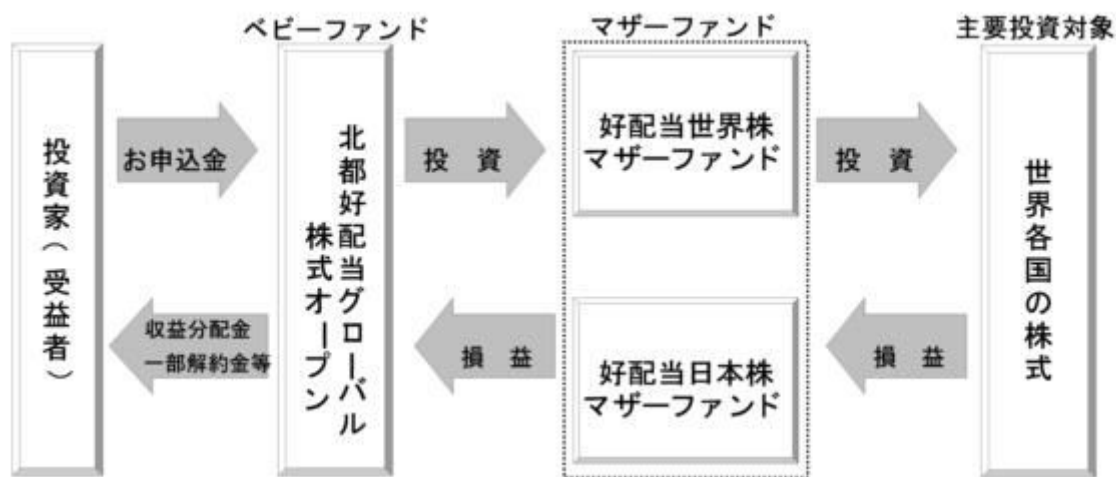 ベビーファンド
マザーファンド
主要投資対象
投資家(受益者)
お申込金
収益分配金
一部解約金等
北都好配当グローバル
株式オープン
投 資
損 益
好配当世界株
マザーファンド
好配当日本株
マザーファンド
投 資
損 益
世界各国の株式